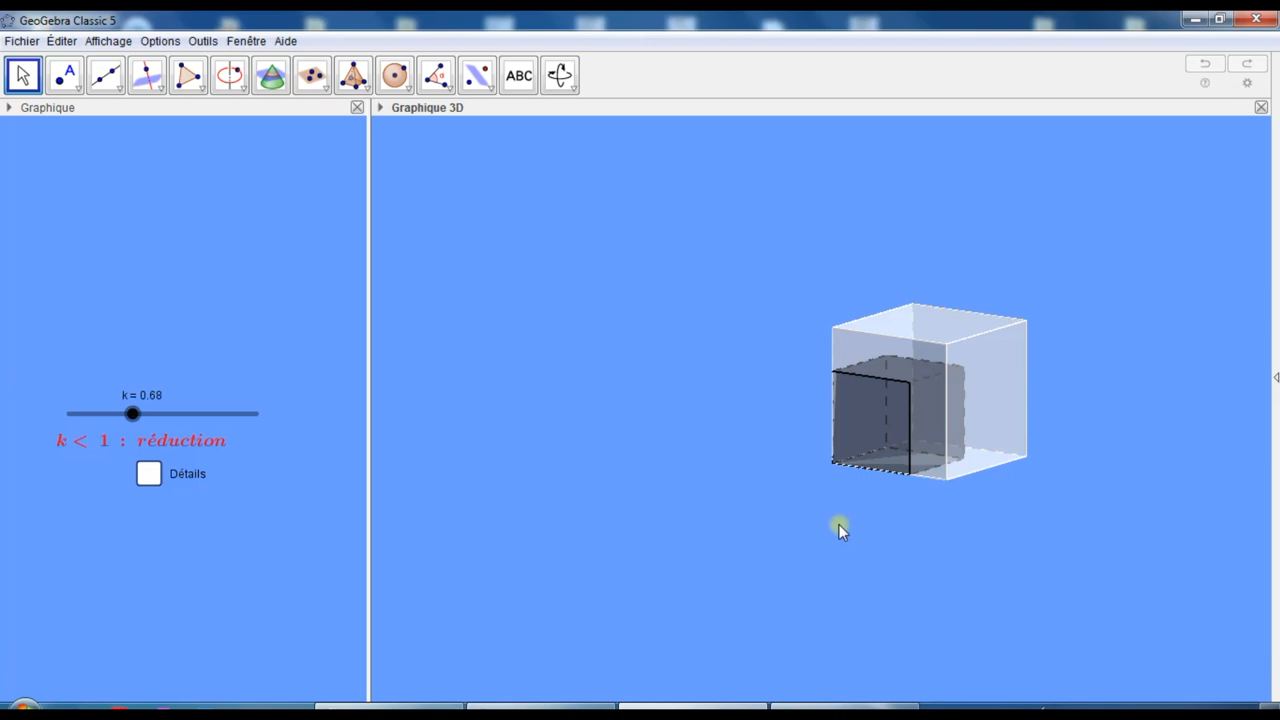 GeoGebra Classic 5
Fichier Éditer Affichage Options Outils Fenêtre Aide
A α ABC
Graphique
Graphique 3D
k = 0.68
k < 1 : réduction
Détails